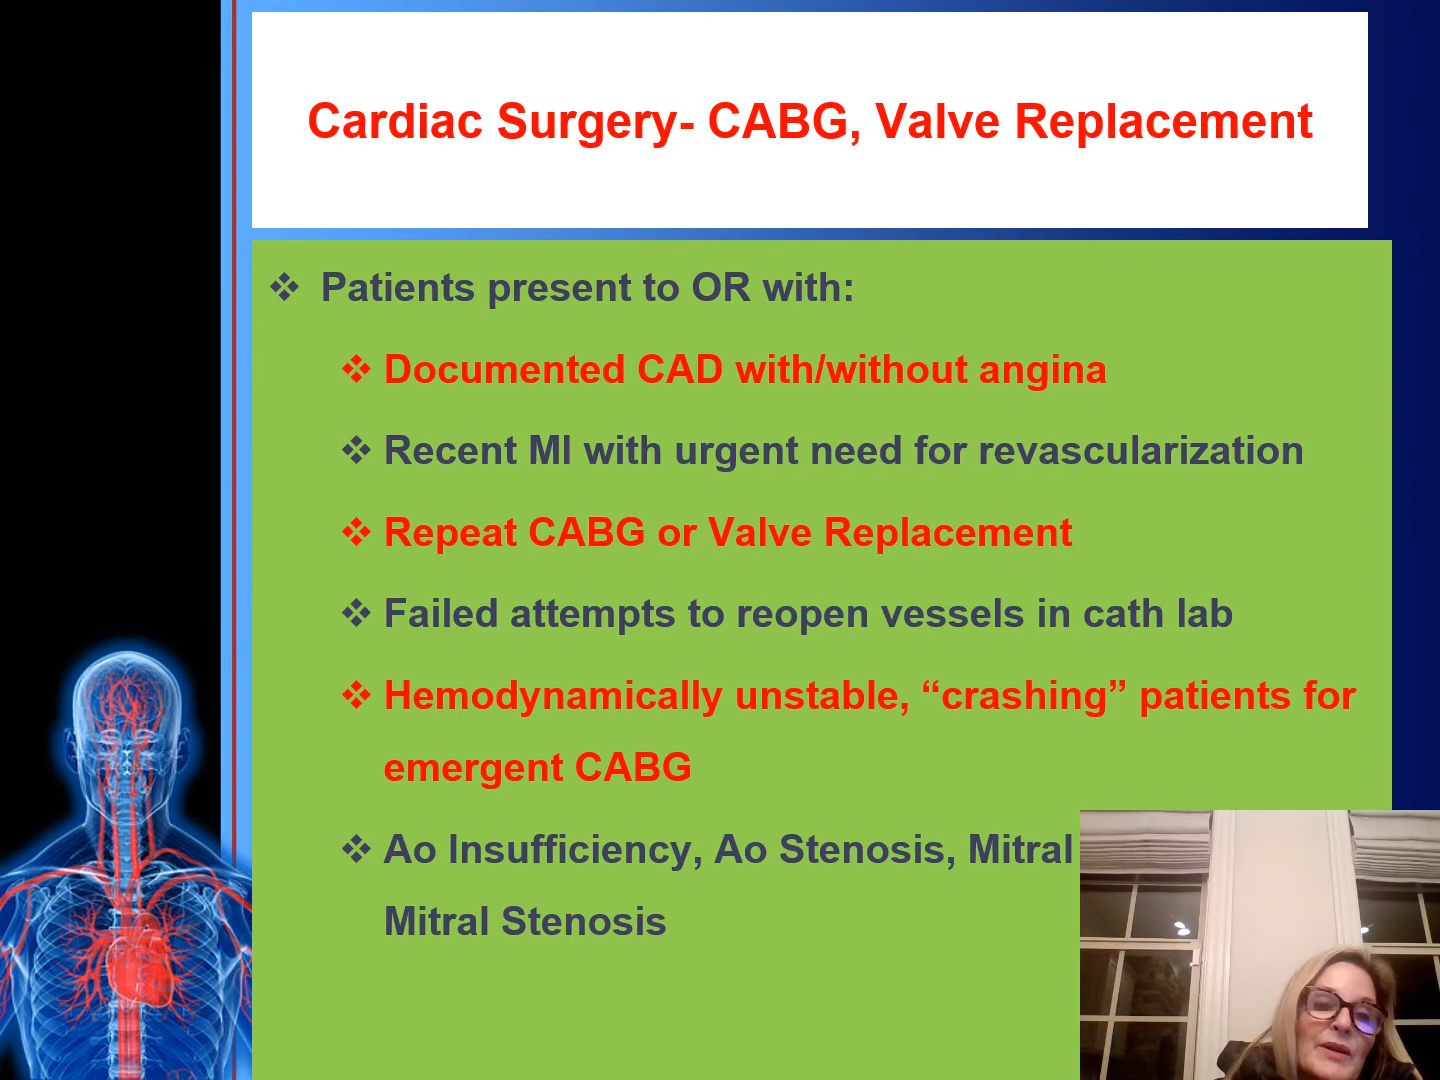 Cardiac Surgery- CABG, Valve Replacement
❖ Patients present to OR with:
❖ Documented CAD with/without angina
❖ Recent MI with urgent need for revascularization
❖ Repeat CABG or Valve Replacement
❖ Failed attempts to reopen vessels in cath lab
❖ Hemodynamically unstable, “crashing” patients for
emergent CABG
❖ Ao Insufficiency, Ao Stenosis, Mitral
Mitral Stenosis